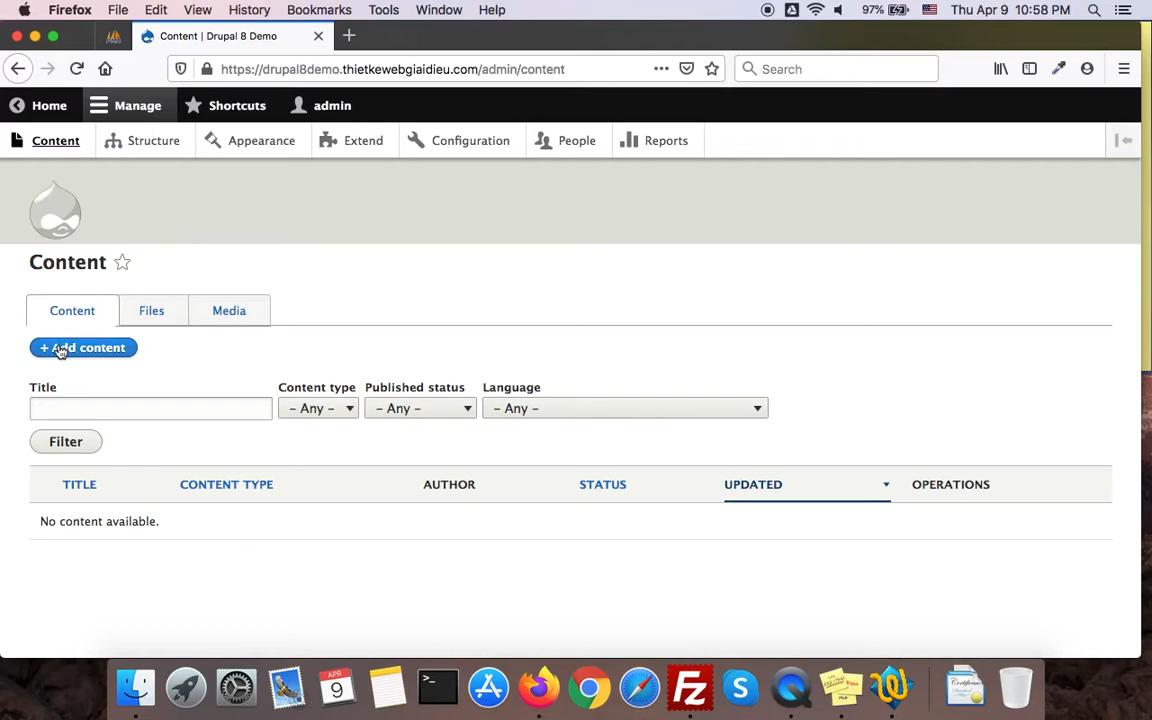 Firefox File Edit View History Bookmarks Tools Window Help 97% Thu Apr 9 10:58 PM
Content | Drupal 8 Demo
https://drupal8demo.thietkewebgiaidieu.com/admin/content Search
Home Manage Shortcuts admin
Content Structure Appearance Extend Configuration People Reports
Content
Content Files Media
+ Add content
Title Content type Published status Language
– Any – – Any – – Any –
Filter
TITLE CONTENT TYPE AUTHOR STATUS UPDATED OPERATIONS
No content available.
APR
9